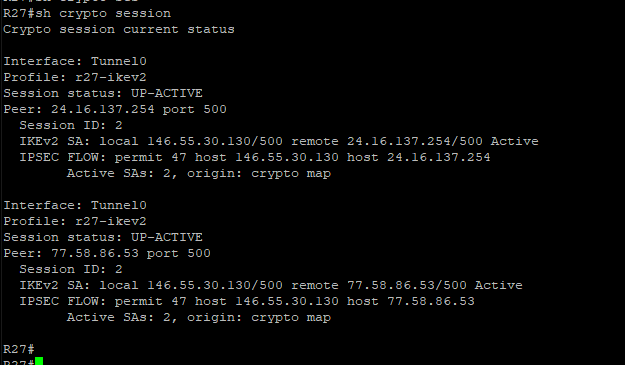 R27#sh crypto session
Crypto session current status
Interface: Tunnel0
Profile: r27-ikev2
Session status: UP-ACTIVE
Peer: 24.16.137.254 port 500
Session ID: 2
IKEv2 SA: local 146.55.30.130/500 remote 24.16.137.254/500 Active
IPSEC FLOW: permit 47 host 146.55.30.130 host 24.16.137.254
Active SAs: 2, origin: crypto map
Interface: Tunnel0
Profile: r27-ikev2
Session status: UP-ACTIVE
Peer: 77.58.86.53 port 500
Session ID: 2
IKEv2 SA: local 146.55.30.130/500 remote 77.58.86.53/500 Active
IPSEC FLOW: permit 47 host 146.55.30.130 host 77.58.86.53
Active SAs: 2, origin: crypto map
R27#
R27#